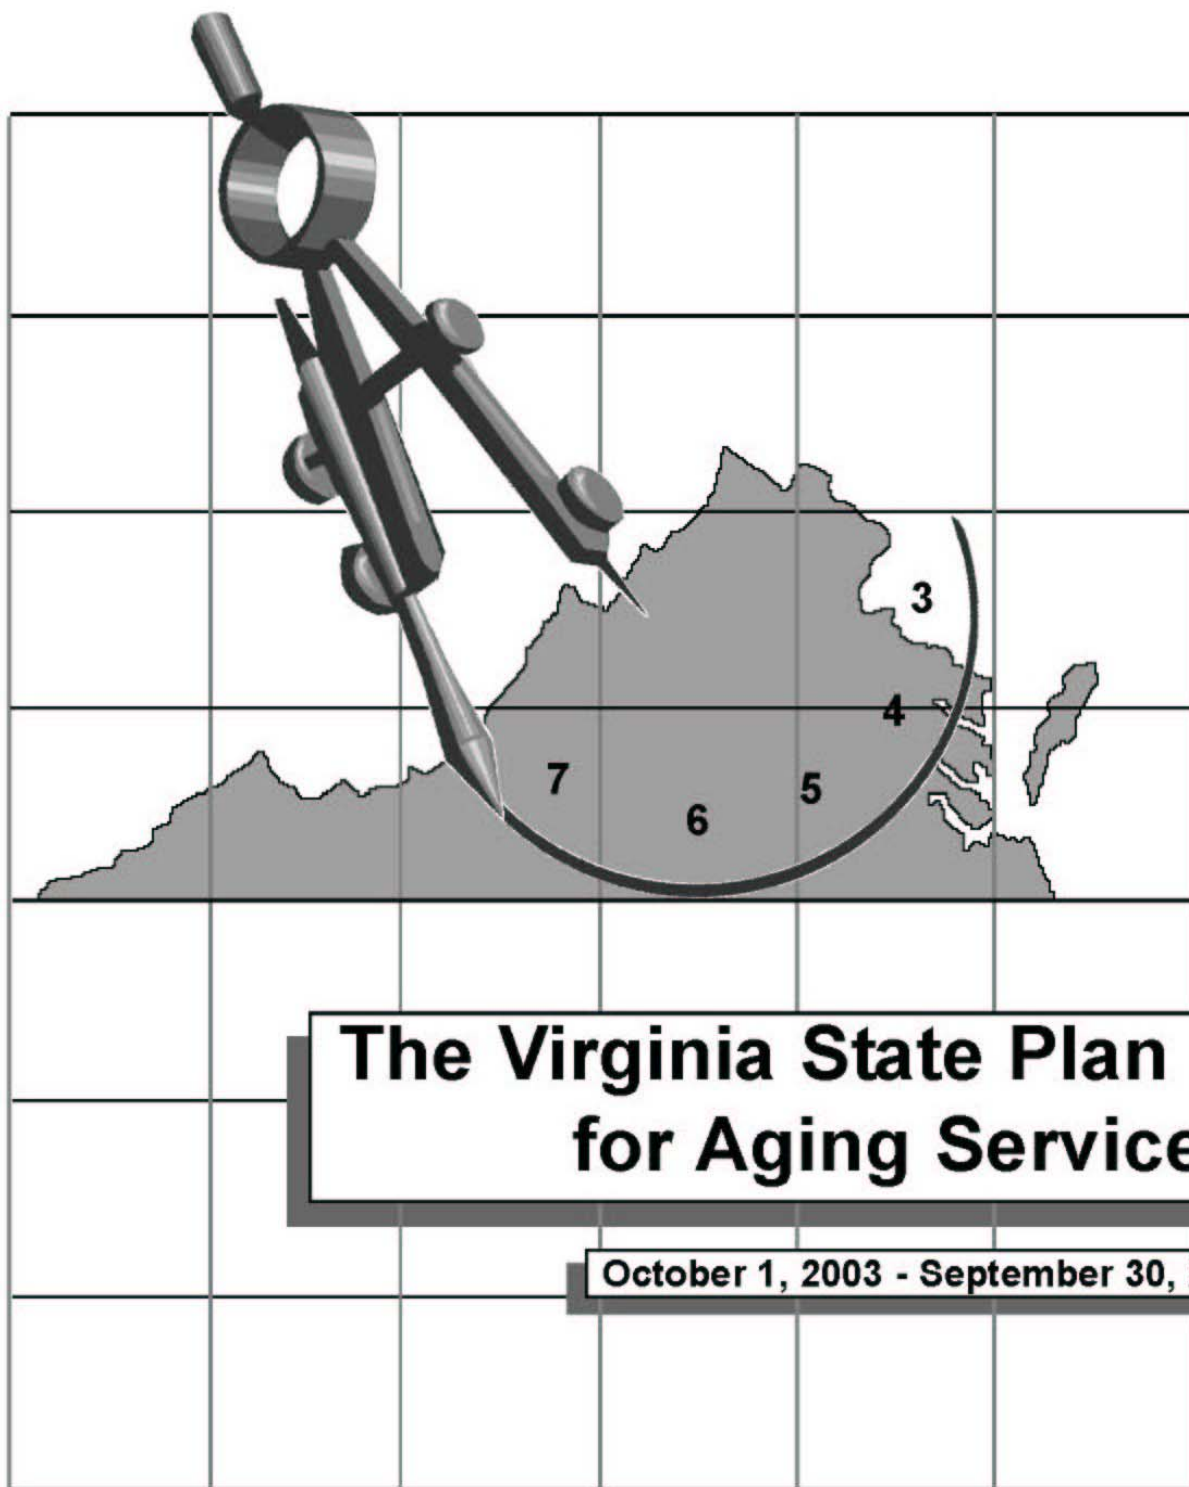 3
4
5
6
7
The Virginia State Plan
for Aging Service
October 1, 2003 - September 30,